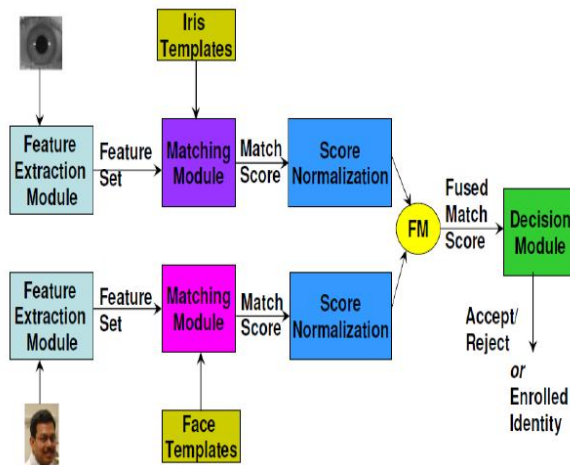 Iris
Templates
Feature
Extraction
Module
Feature
Set
Matching
Module
Match
Score
Score
Normalization
FM
Fused
Match
Score
Decision
Module
Feature
Extraction
Module
Feature
Set
Matching
Module
Match
Score
Score
Normalization
Accept/
Reject
or
Enrolled
Identity
Face
Templates